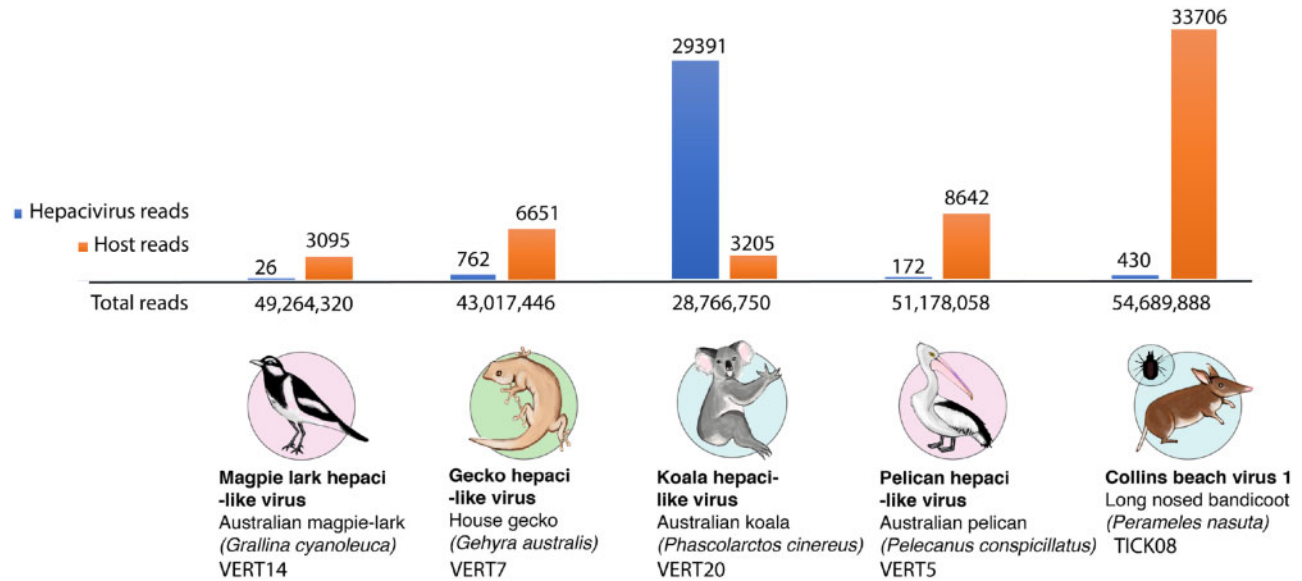 33706
29391
Hepacivirus reads
Host reads
26
3095
762
6651
3205
172
8642
430
Total reads
49,264,320
43,017,446
28,766,750
51,178,058
54,689,888
Magpie lark hepaci
-like virus
Australian magpie-lark
(Grallina cyanoleuca)
VERT14
Gecko hepaci
-like virus
House gecko
(Gehyra australis)
VERT7
Koala hepaci-
like virus
Australian koala
(Phascolarctos cinereus)
VERT20
Pelican hepaci
-like virus
Australian pelican
(Pelecanus conspicillatus)
VERT5
Collins beach virus 1
Long nosed bandicoot
(Perameles nasuta)
TICK08